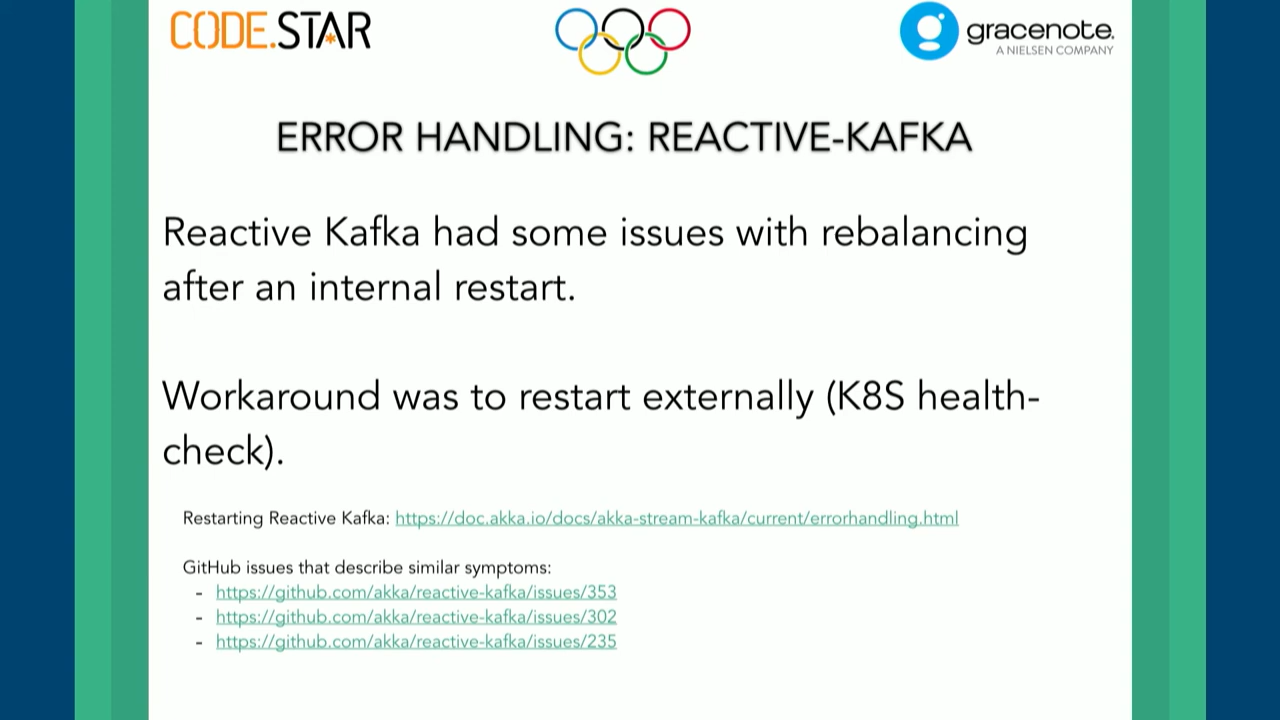 CODE.STAR
gracenote.
A NIELSEN COMPANY
ERROR HANDLING: REACTIVE-KAFKA
Reactive Kafka had some issues with rebalancing
after an internal restart.
Workaround was to restart externally (K8S health-
check).
Restarting Reactive Kafka: https://doc.akka.io/docs/akka-stream-kafka/current/errorhandling.html
GitHub issues that describe similar symptoms:
- https://github.com/akka/reactive-kafka/issues/353
- https://github.com/akka/reactive-kafka/issues/302
- https://github.com/akka/reactive-kafka/issues/235